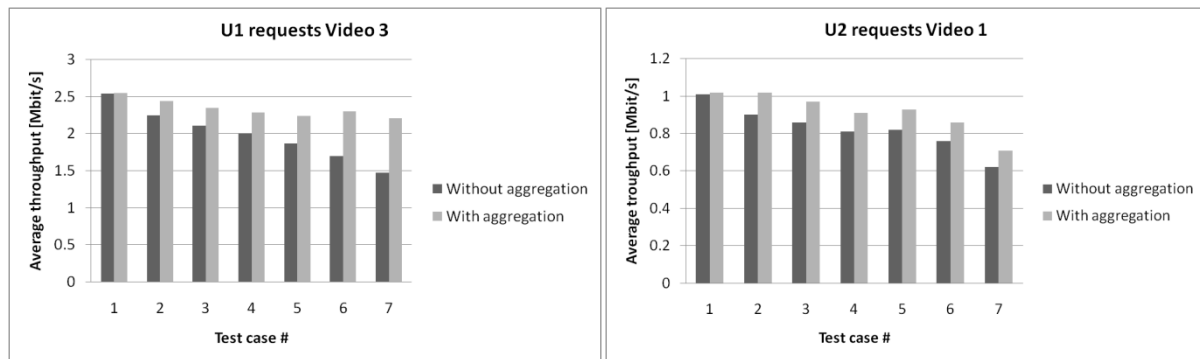 U1 requests Video 3
Average throughput [Mbit/s]
3
2.5
2
1.5
1
0.5
0
1 2 3 4 5 6 7
Test case #
Without aggregation
With aggregation
U2 requests Video 1
Average troughput [Mbit/s]
1.2
1
0.8
0.6
0.4
0.2
0
1 2 3 4 5 6 7
Test case #
Without aggregation
With aggregation